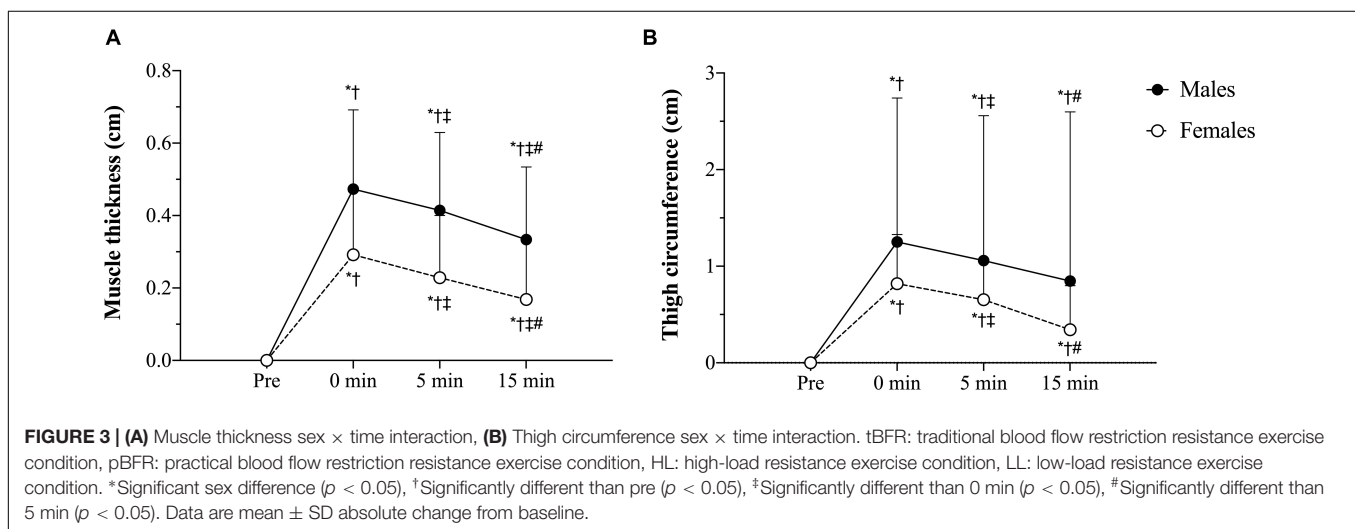 A
B
Muscle thickness (cm)
0.8
0.6
0.4
0.2
0.0
*†
*†‡
*†‡#
*†
*†‡
*†‡#
Pre
0 min
5 min
15 min
Thigh circumference (cm)
3
2
1
0
*†
*†‡
*†#
*†
*†‡
*†#
Pre
0 min
5 min
15 min
Males
Females
FIGURE 3 | (A) Muscle thickness sex × time interaction, (B) Thigh circumference sex × time interaction. tBFR: traditional blood flow restriction resistance exercise
condition, pBFR: practical blood flow restriction resistance exercise condition, HL: high-load resistance exercise condition, LL: low-load resistance exercise
condition. *Significant sex difference (p < 0.05), †Significantly different than pre (p < 0.05), ‡Significantly different than 0 min (p < 0.05), #Significantly different than
5 min (p < 0.05). Data are mean ± SD absolute change from baseline.